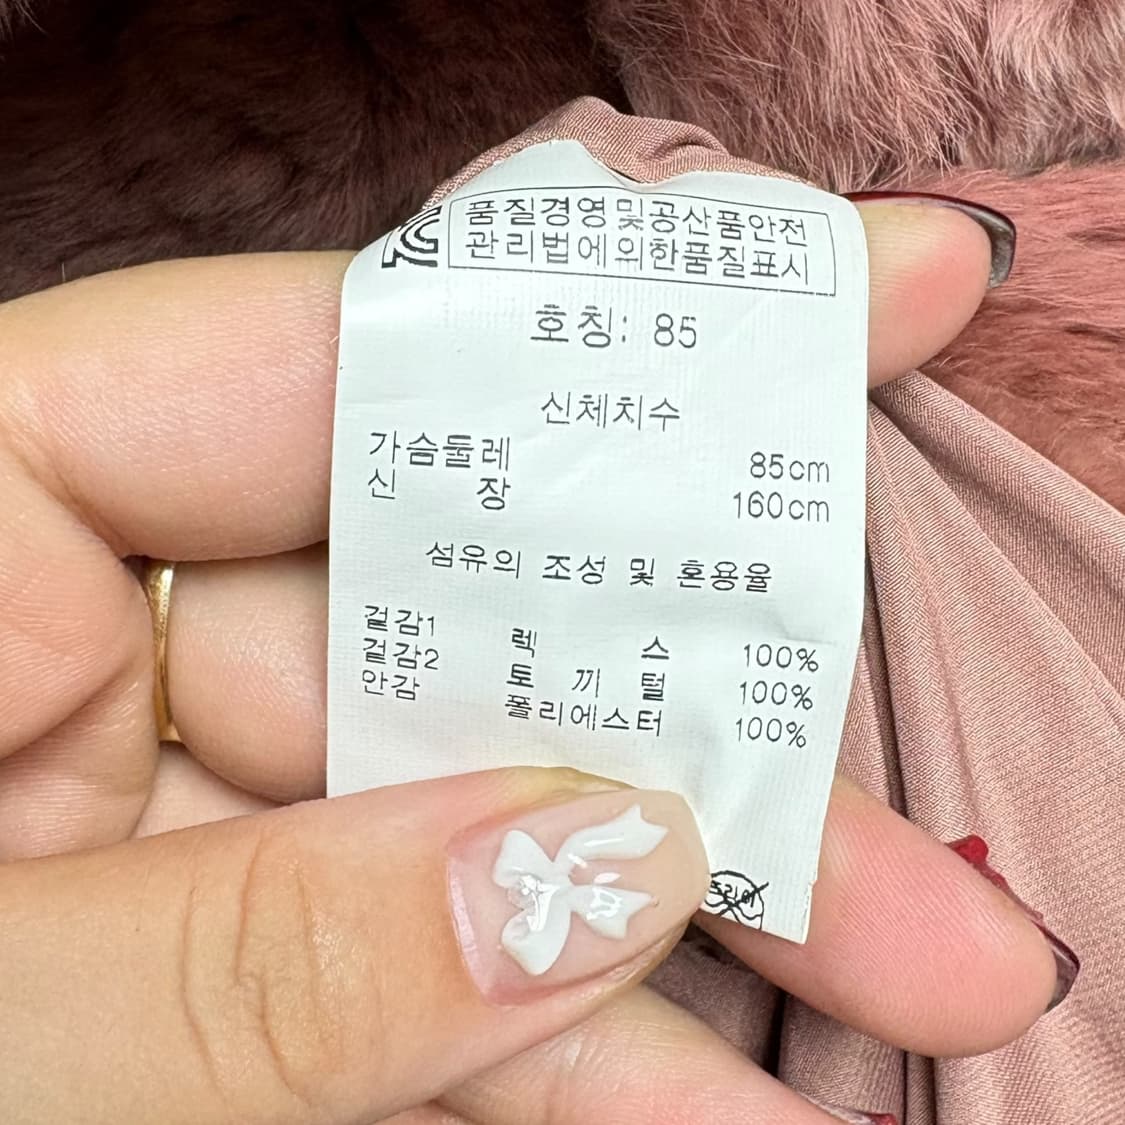 품질경영및공산품안전
관리법에의한품질표시
호칭: 85
신체치수
가슴둘레 85cm
신 장 160cm
섬유의 조성 및 혼용율
겉감1 렉 스 100%
겉감2 토 끼 털 100%
안감 폴리에스터 100%
드라이